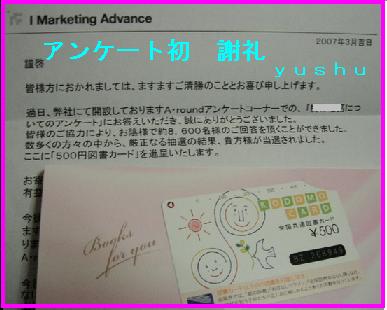 I Marketing Advance
2007年3月吉日
アンケート初 謝礼
謹啓
yushu
皆様方におかれましては、ますますご清勝のこととお喜び申し上げます。
過日、弊社にて開設しておりますA-roundアンケートコーナーでの、「
についてのアンケート」にお答えいただき、誠にありがとうございました。
皆様のご協力により、お陰様で約8,600名様のご回答を頂くことができました。
数多くの方々の中から、厳正なる抽選の結果、貴方様が当選されました。
ここに「500円図書カード」を進呈いたします。
Books
for you
KODOMO
CARD
全国共通図書カード
¥500